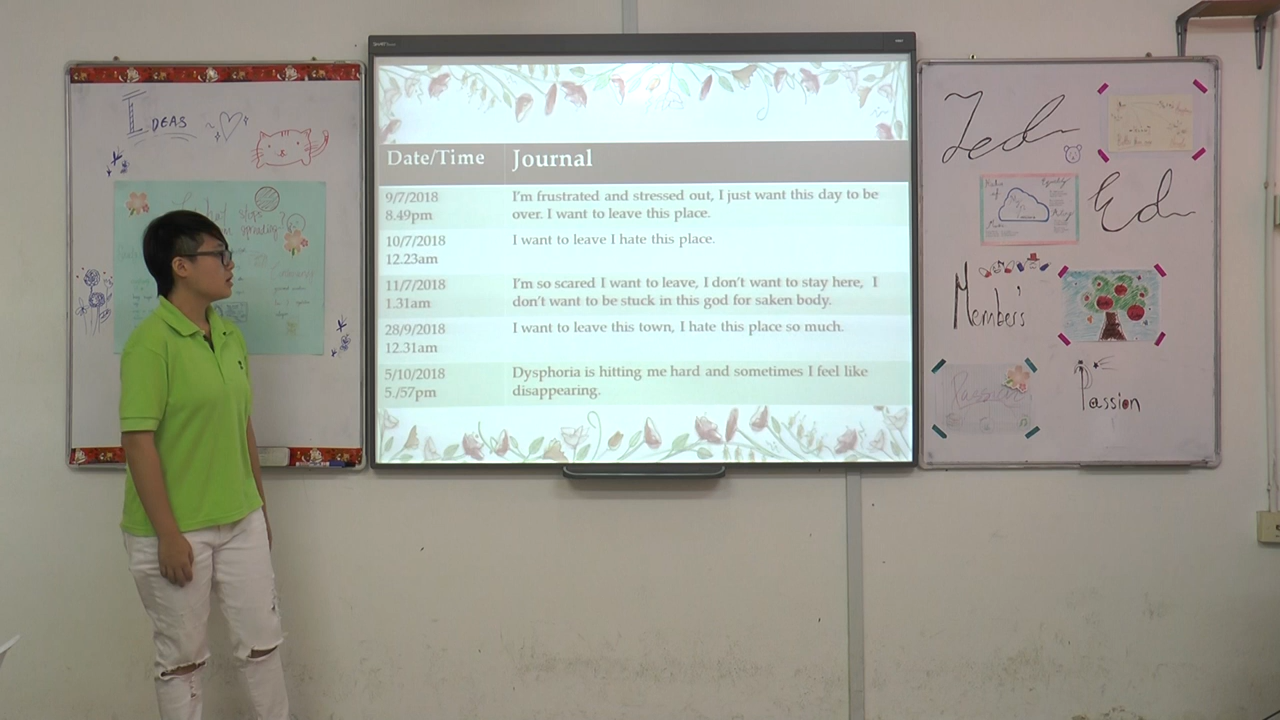 IDEAS
Date/Time Journal
9/7/2018 I'm frustrated and stressed out, I just want this day to be
8.49pm over. I want to leave this place.
10/7/2018 I want to leave I hate this place.
12.23am
11/7/2018 I'm so scared I want to leave, I don't want to stay here, I
1.31am don't want to be stuck in this god for saken body.
28/9/2018 I want to leave this town, I hate this place so much.
12.31am
5/10/2018 Dysphoria is hitting me hard and sometimes I feel like
5./57pm disappearing.
Ted
Ed
Members'
Passion
Passion